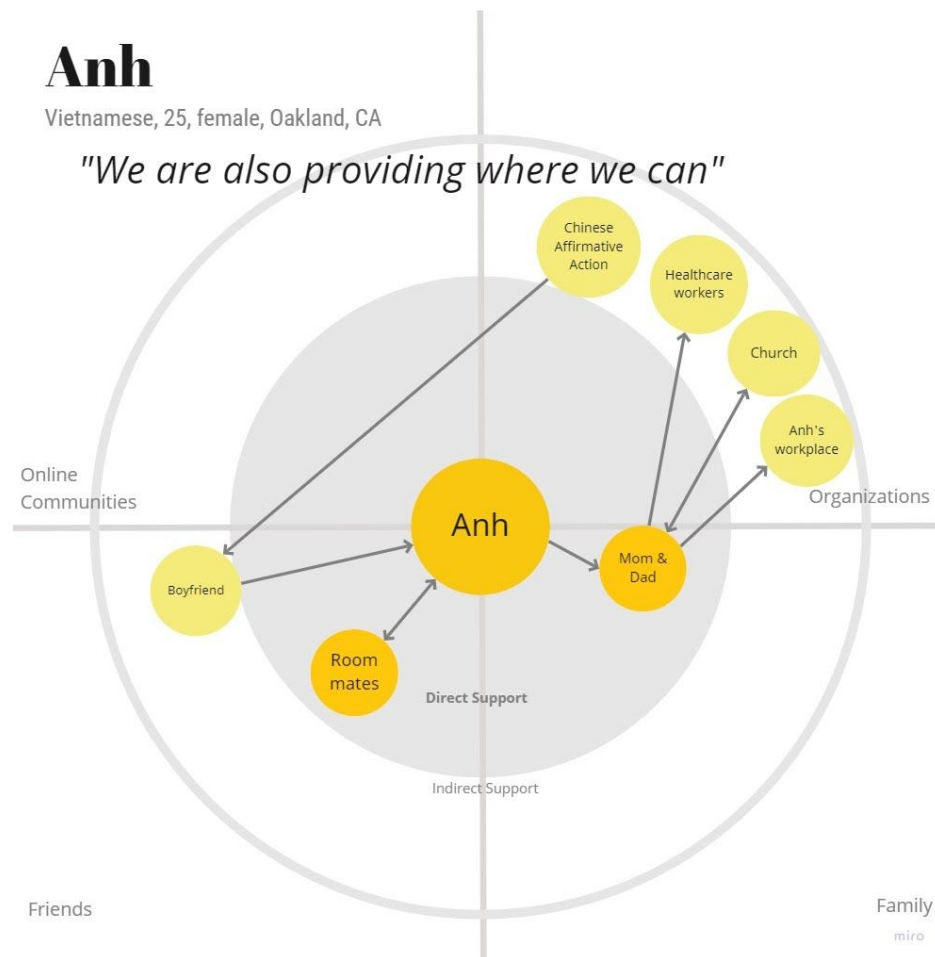 Anh
Vietnamese, 25, female, Oakland, CA
"We are also providing where we can"
Chinese
Affirmative
Action
Healthcare
workers
Church
Anh's
workplace
Online
Communities
Organizations
Anh
Mom &
Dad
Boyfriend
Room
mates
Direct Support
Indirect Support
Friends
Family
miro